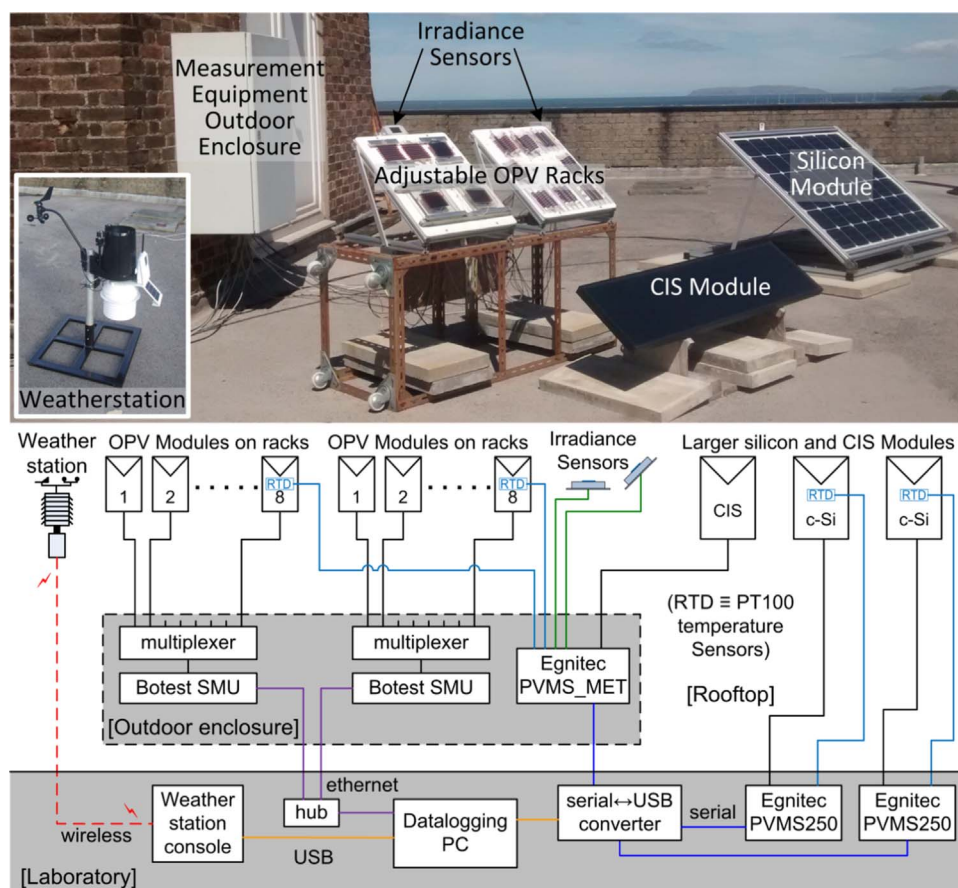 Irradiance
Sensors
Measurement
Equipment
Outdoor
Enclosure
Adjustable OPV Racks
Silicon
Module
CIS Module
Weatherstation
Weather
station
OPV Modules on racks
OPV Modules on racks
Irradiance
Sensors
Larger silicon and CIS Modules
1
2
RTD
8
1
2
RTD
8
CIS
RTD
c-Si
RTD
c-Si
(RTD ≡ PT100
temperature
Sensors)
multiplexer
multiplexer
Botest SMU
Botest SMU
Egnitec
PVMS_MET
[Rooftop]
[Outdoor enclosure]
ethernet
wireless
Weather
station
console
hub
USB
Datalogging
PC
serial↔USB
converter
serial
Egnitec
PVMS250
Egnitec
PVMS250
[Laboratory]